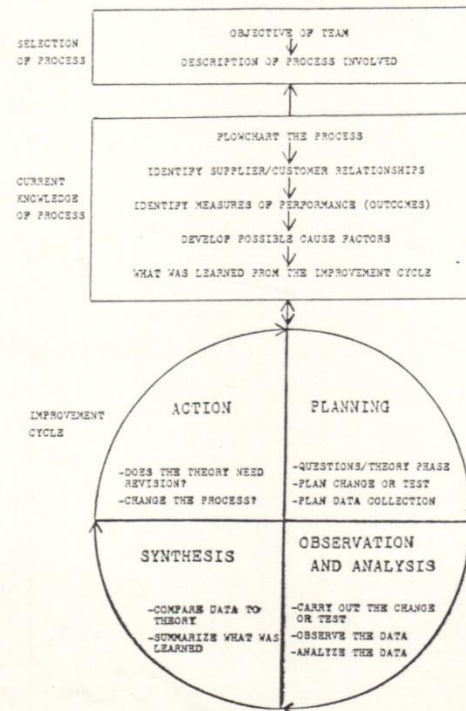 SELECTION
OF PROCESS
OBJECTIVE OF TEAM
DESCRIPTION OF PROCESS INVOLVED
CURRENT
KNOWLEDGE
OF PROCESS
FLOWCHART THE PROCESS
IDENTIFY SUPPLIER/CUSTOMER RELATIONSHIPS
IDENTIFY MEASURES OF PERFORMANCE (OUTCOMES)
DEVELOP POSSIBLE CAUSE FACTORS
WHAT WAS LEARNED FROM THE IMPROVEMENT CYCLE
IMPROVEMENT
CYCLE
ACTION
-DOES THE THEORY NEED
REVISION?
-CHANGE THE PROCESS?
PLANNING
-QUESTIONS/THEORY PHASE
-PLAN CHANGE OR TEST
-PLAN DATA COLLECTION
SYNTHESIS
-COMPARE DATA TO
THEORY
-SUMMARIZE WHAT WAS
LEARNED
OBSERVATION
AND ANALYSIS
-CARRY OUT THE CHANGE
OR TEST
-OBSERVE THE DATA
-ANALYZE THE DATA